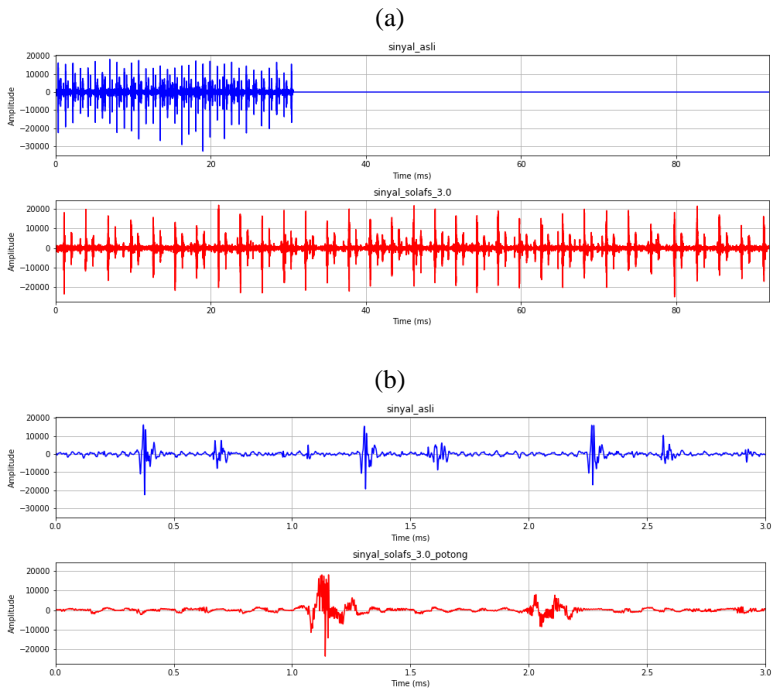 (a)
sinyal_asli
20000
10000
0
−10000
−20000
−30000
Amplitude
0 20 40 60 80
Time (ms)
sinyal_solafs_3.0
20000
10000
0
−10000
−20000
Amplitude
0 20 40 60 80
Time (ms)
(b)
sinyal_asli
20000
10000
0
−10000
−20000
−30000
Amplitude
0.0 0.5 1.0 1.5 2.0 2.5 3.0
Time (ms)
sinyal_solafs_3.0_potong
20000
10000
0
−10000
−20000
Amplitude
0.0 0.5 1.0 1.5 2.0 2.5 3.0
Time (ms)